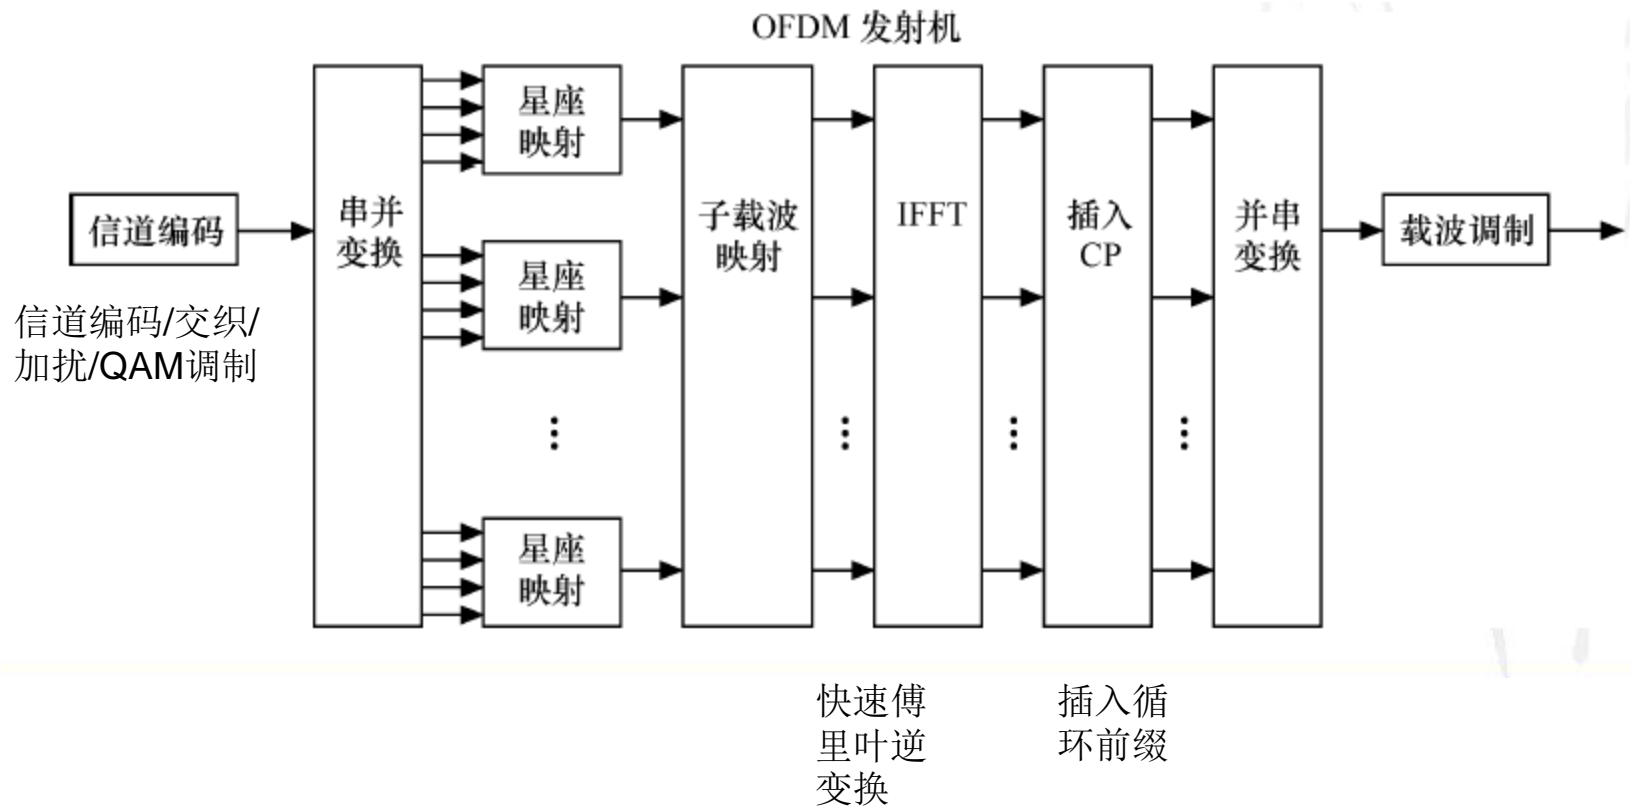 OFDM 发射机
信道编码
串并
变换
星座
映射
星座
映射
星座
映射
子载波
映射
IFFT
插入
CP
并串
变换
载波调制
信道编码/交织/
加扰/QAM调制
快速傅
里叶逆
变换
插入循
环前缀